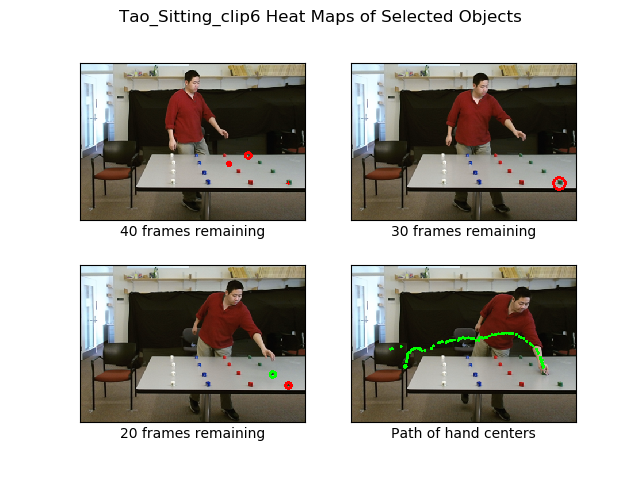 Tao_Sitting_clip6 Heat Maps of Selected Objects
40 frames remaining
30 frames remaining
20 frames remaining
Path of hand centers